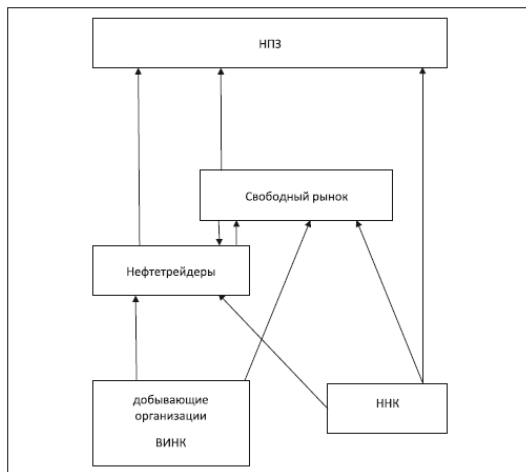 НПЗ
Свободный рынок
Нефтетрейдеры
добывающие
организации
ВИНК
ННК